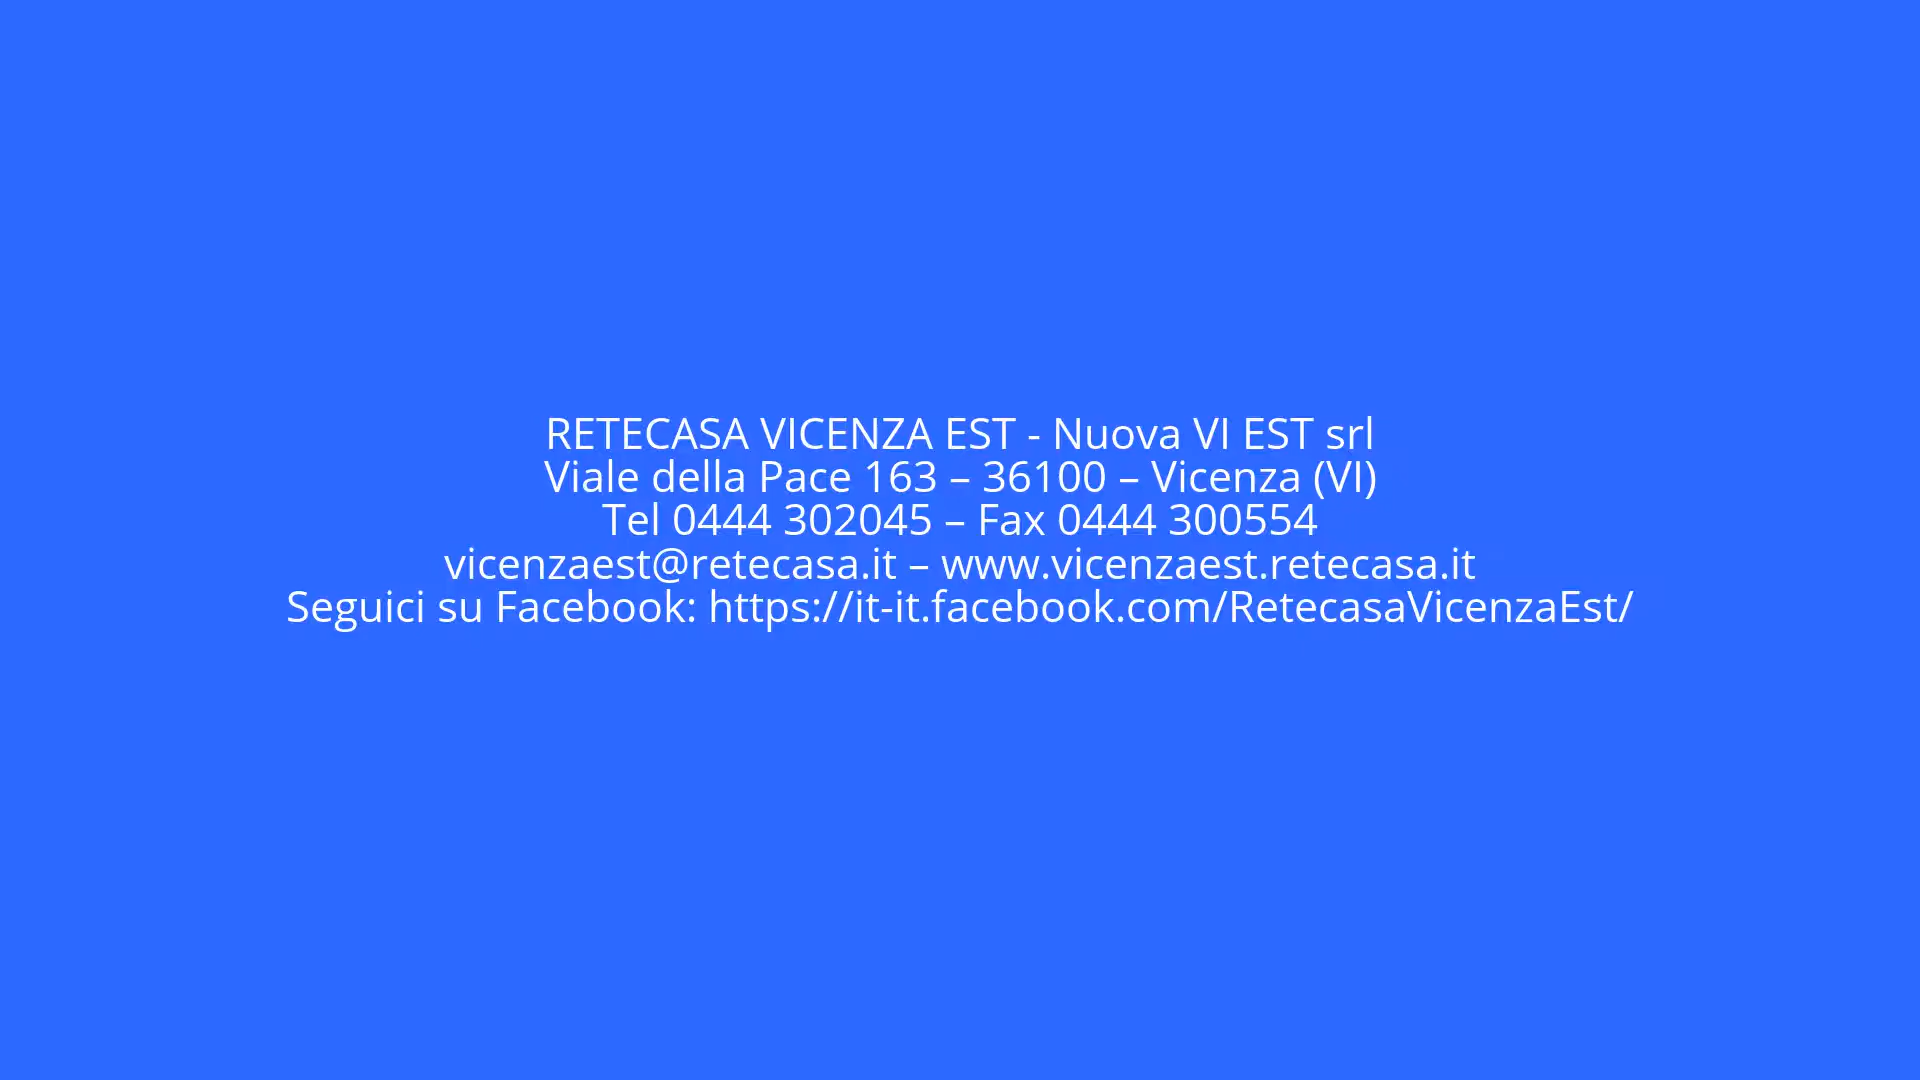 RETECASA VICENZA EST - Nuova VI EST srl
Viale della Pace 163 – 36100 – Vicenza (VI)
Tel 0444 302045 – Fax 0444 300554
vicenzaest@retecasa.it – www.vicenzaest.retecasa.it
Seguici su Facebook: https://it-it.facebook.com/RetecasaVicenzaEst/